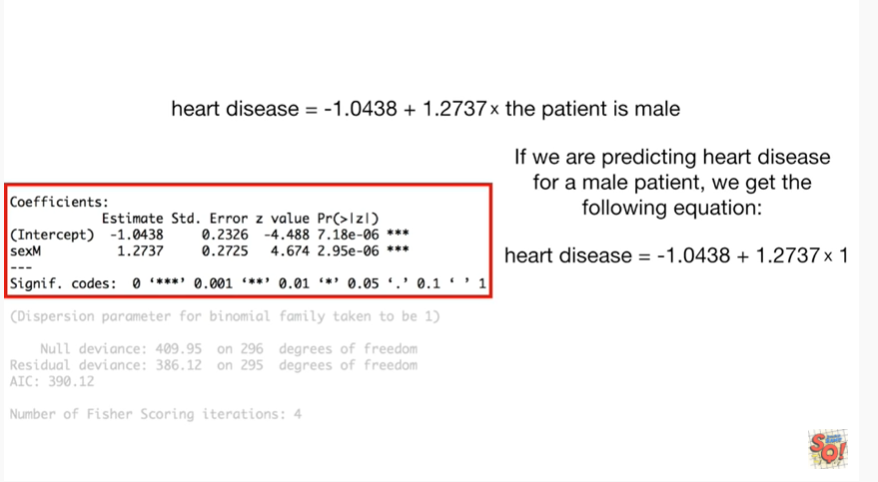 heart disease = -1.0438 + 1.2737 x the patient is male
If we are predicting heart disease
for a male patient, we get the
following equation:
heart disease = -1.0438 + 1.2737 x 1
Coefficients:
            Estimate Std. Error z value Pr(>|z|)
(Intercept)  -1.0438     0.2326  -4.488 7.18e-06 ***
sexM          1.2737     0.2725   4.674 2.95e-06 ***
---
Signif. codes:  0 ‘***’ 0.001 ‘**’ 0.01 ‘*’ 0.05 ‘.’ 0.1 ‘ ’ 1
(Dispersion parameter for binomial family taken to be 1)
Null deviance: 409.95  on 296  degrees of freedom
Residual deviance: 386.12  on 295  degrees of freedom
AIC: 390.12
Number of Fisher Scoring iterations: 4
SQ!